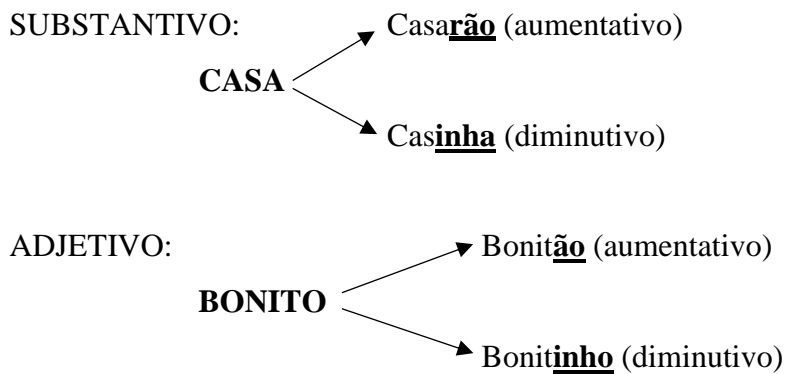 SUBSTANTIVO: Casarão (aumentativo)
CASA
Casinha (diminutivo)
ADJETIVO: Bonitão (aumentativo)
BONITO
Bonitinho (diminutivo)